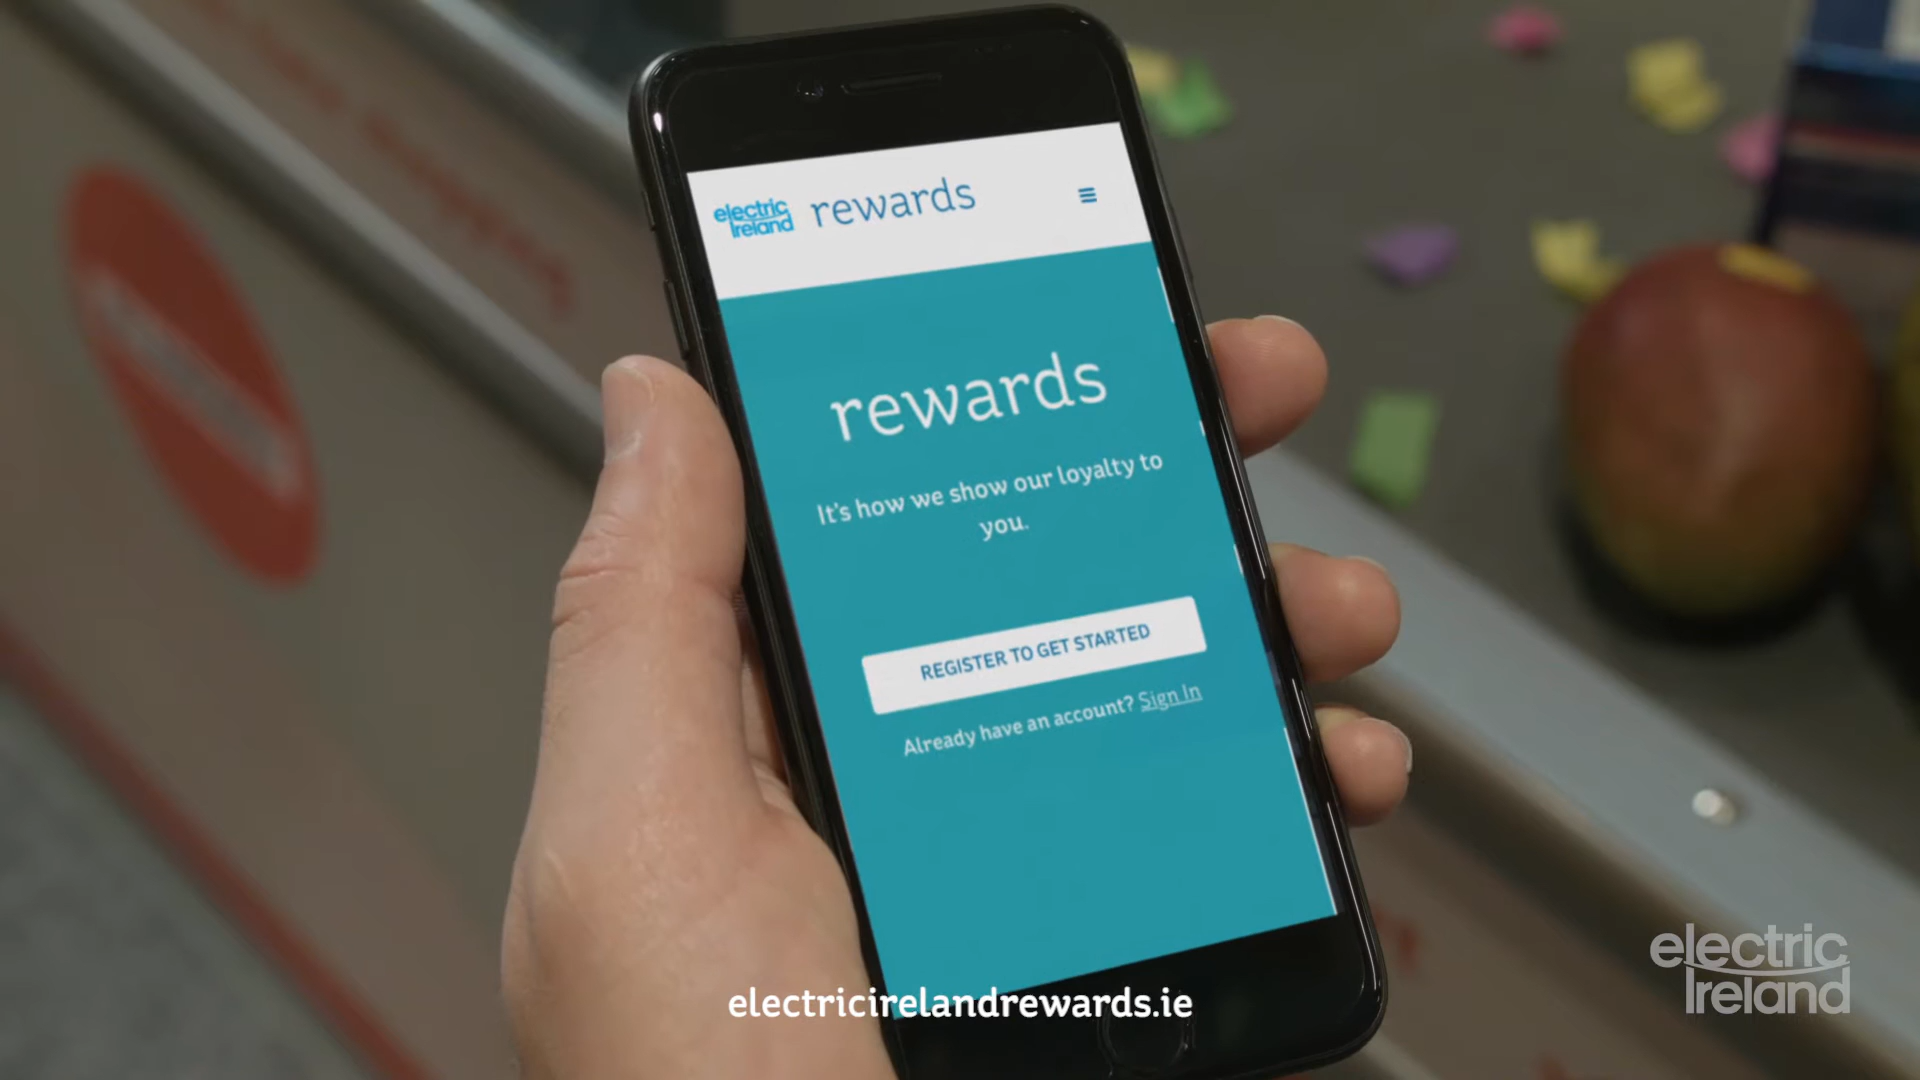 electric
Ireland
rewards
rewards
It's how we show our loyalty to
you.
REGISTER TO GET STARTED
Already have an account? Sign In
electricirelandrewards.ie
electric
Ireland